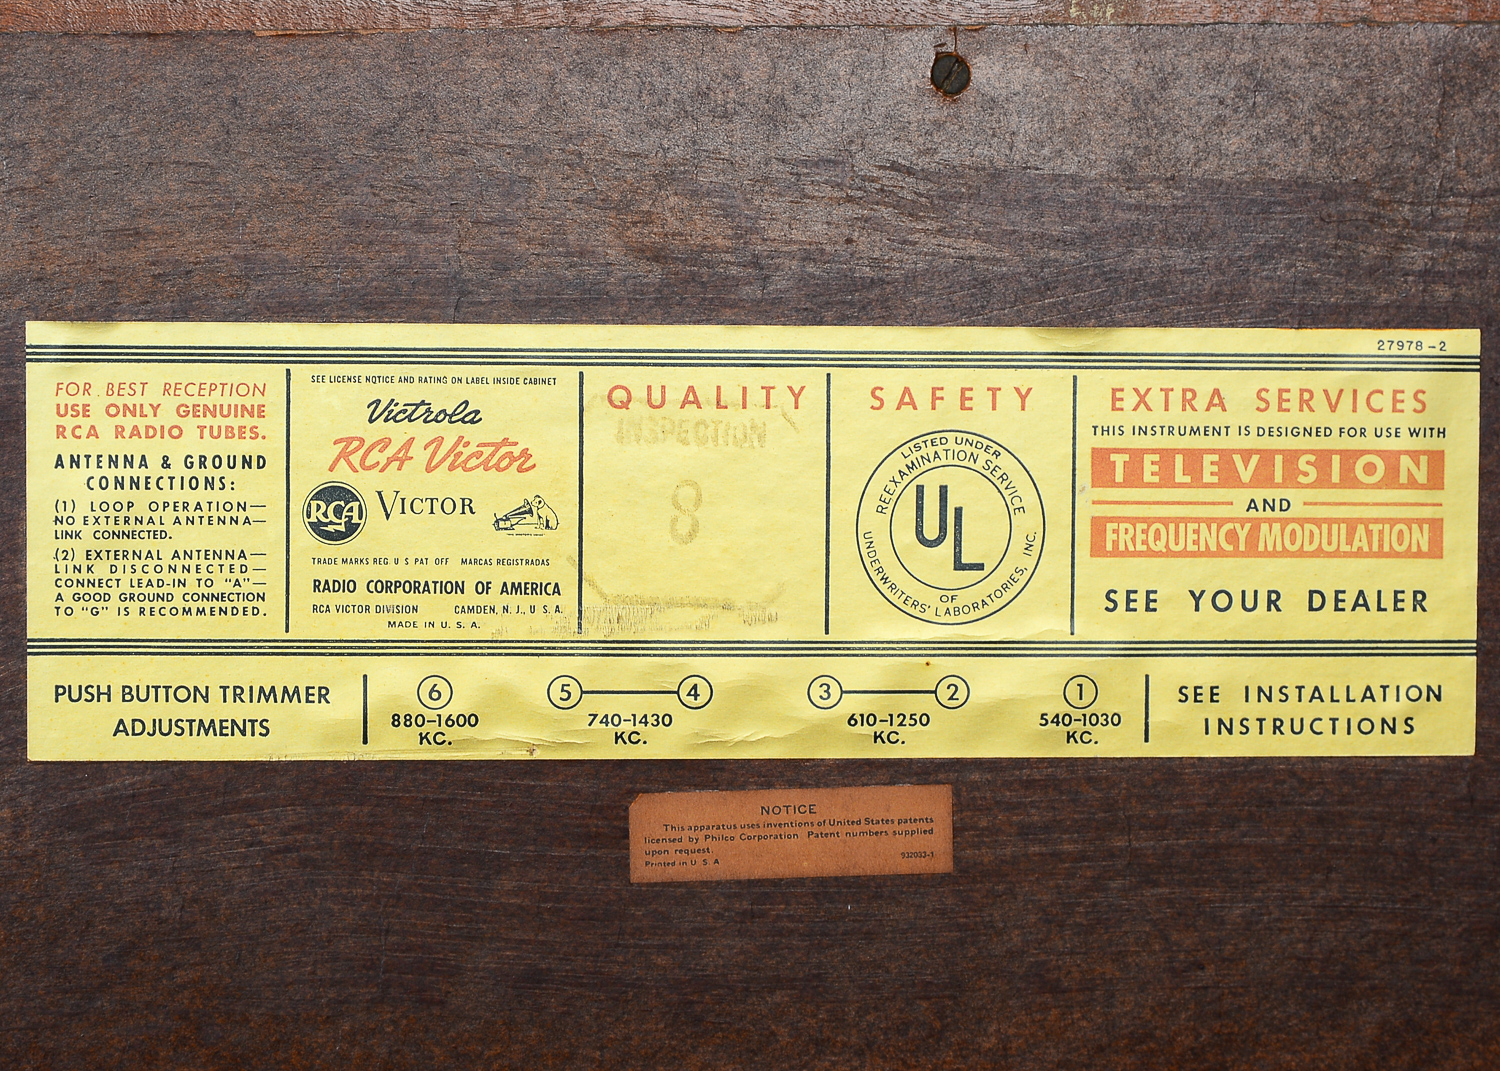 27978-2
FOR BEST RECEPTION
USE ONLY GENUINE
RCA RADIO TUBES.
ANTENNA & GROUND
CONNECTIONS:
(1) LOOP OPERATION—
NO EXTERNAL ANTENNA—
LINK CONNECTED.
(2) EXTERNAL ANTENNA—
LINK DISCONNECTED—
CONNECT LEAD-IN TO "A"—
A GOOD GROUND CONNECTION
TO "G" IS RECOMMENDED.
SEE LICENSE NOTICE AND RATING ON LABEL INSIDE CABINET
Victrola
RCA Victor
RCA VICTOR
TRADE MARKS REG. U S PAT OFF MARCAS REGISTRADAS
RADIO CORPORATION OF AMERICA
RCA VICTOR DIVISION CAMDEN, N. J., U. S. A.
MADE IN U. S. A.
QUALITY
INSPECTION
8
SAFETY
LISTED UNDER
REEXAMINATION SERVICE
UL
OF
UNDERWRITERS' LABORATORIES, INC.
EXTRA SERVICES
THIS INSTRUMENT IS DESIGNED FOR USE WITH
TELEVISION
AND
FREQUENCY MODULATION
SEE YOUR DEALER
PUSH BUTTON TRIMMER
ADJUSTMENTS
6
880-1600
KC.
5 4
740-1430
KC.
3 2
610-1250
KC.
1
540-1030
KC.
SEE INSTALLATION
INSTRUCTIONS
NOTICE
This apparatus uses inventions of United States patents
licensed by Philco Corporation Patent numbers supplied
upon request.
Printed in U S A 932033-1